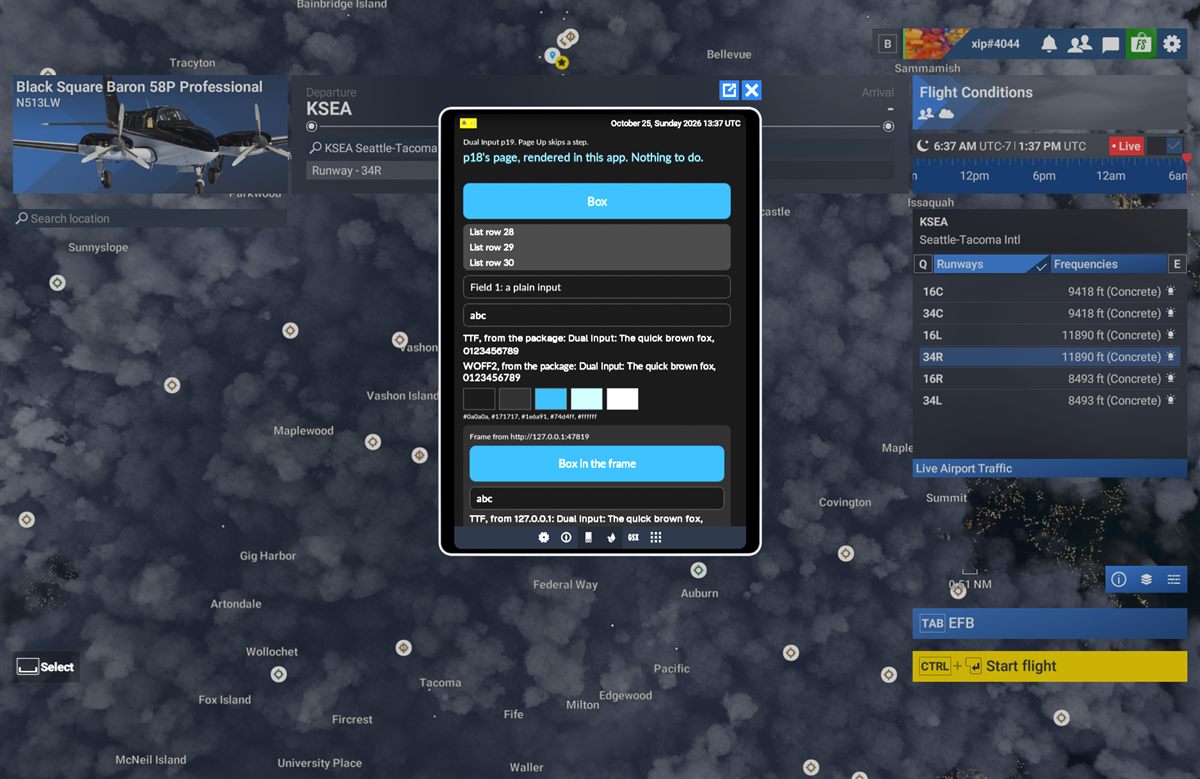 Bainbridge Island
Tracyton
Bellevue
Sammamish
B
xip#4044
FS
Black Square Baron 58P Professional
N513LW
Departure
KSEA
Arrival
-
KSEA Seattle-Tacoma
Runway - 34R
Parkwood
Search location
Sunnyslope
Flight Conditions
6:37 AM UTC-7 | 1:37 PM UTC
• Live
12pm
6pm
12am
6am
Issaquah
castle
KSEA
Seattle-Tacoma Intl
Q
Runways
Frequencies
E
16C 9418 ft (Concrete)
34C 9418 ft (Concrete)
16L 11890 ft (Concrete)
34R 11890 ft (Concrete)
16R 8493 ft (Concrete)
34L 8493 ft (Concrete)
Live Airport Traffic
October 25, Sunday 2026 13:37 UTC
Dual Input p19. Page Up skips a step.
p18's page, rendered in this app. Nothing to do.
Box
List row 28
List row 29
List row 30
Field 1: a plain input
abc
TTF, from the package: Dual Input: The quick brown fox,
0123456789
WOFF2, from the package: Dual Input: The quick brown fox,
0123456789
#0a0a0a, #171717, #1e6a91, #74d4ff, #ffffff
Frame from http://127.0.0.1:47819
Box in the frame
abc
TTF, from 127.0.0.1: Dual Input: The quick brown fox,
GSX
Vashon
Vashon Island
Maplewood
Maple
Summit
Covington
Gig Harbor
Federal Way
Auburn
0.51 NM
Artondale
TAB EFB
Wollochet
Select
CTRL + Start flight
Pacific
Tacoma
Edgewood
Fox Island
Milton
Fife
Fircrest
McNeil Island
University Place
Waller